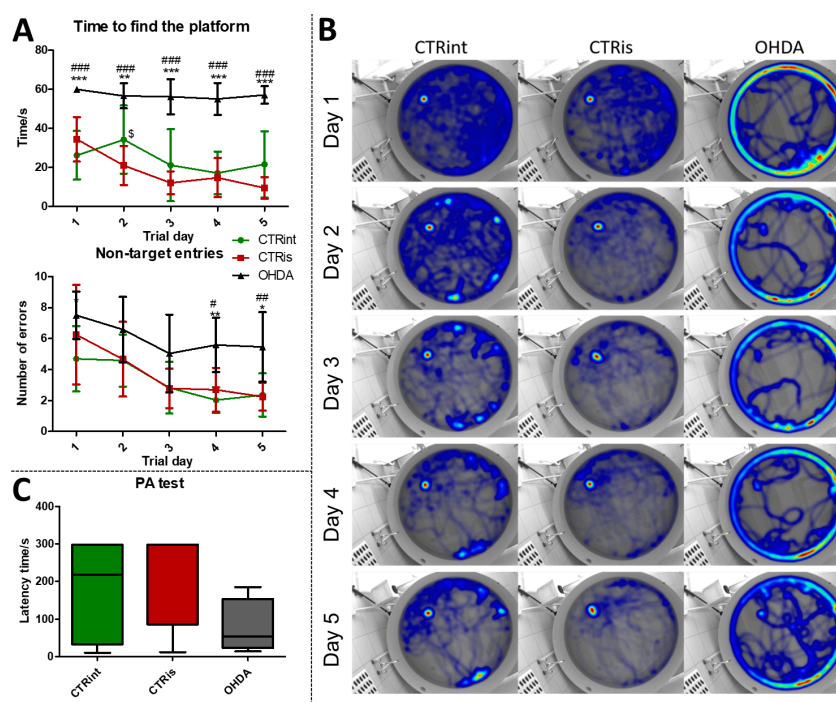 A
Time to find the platform
Time/s
80
60
40
20
0
### ### ### ### ###
*** ** *** *** ***
$
1 2 3 4 5
Trial day
CTRint
CTRis
OHDA
Non-target entries
Number of errors
10
8
6
4
2
0
# ##
** *
1 2 3 4 5
Trial day
C
PA test
Latency time/s
400
300
200
100
0
CTRint CTRis OHDA
B
CTRint CTRis OHDA
Day 1
Day 2
Day 3
Day 4
Day 5